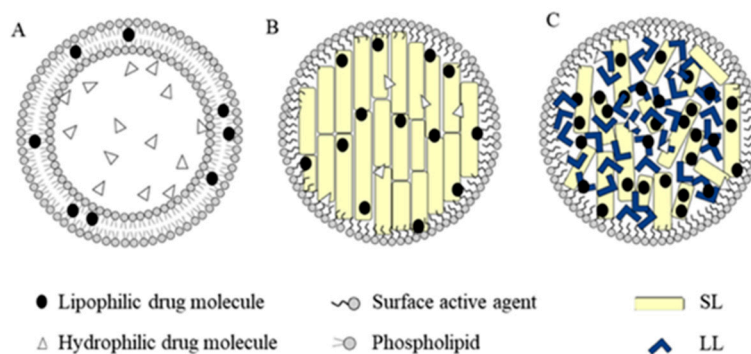 A
B
C
Lipophilic drug molecule
Surface active agent
SL
Hydrophilic drug molecule
Phospholipid
LL